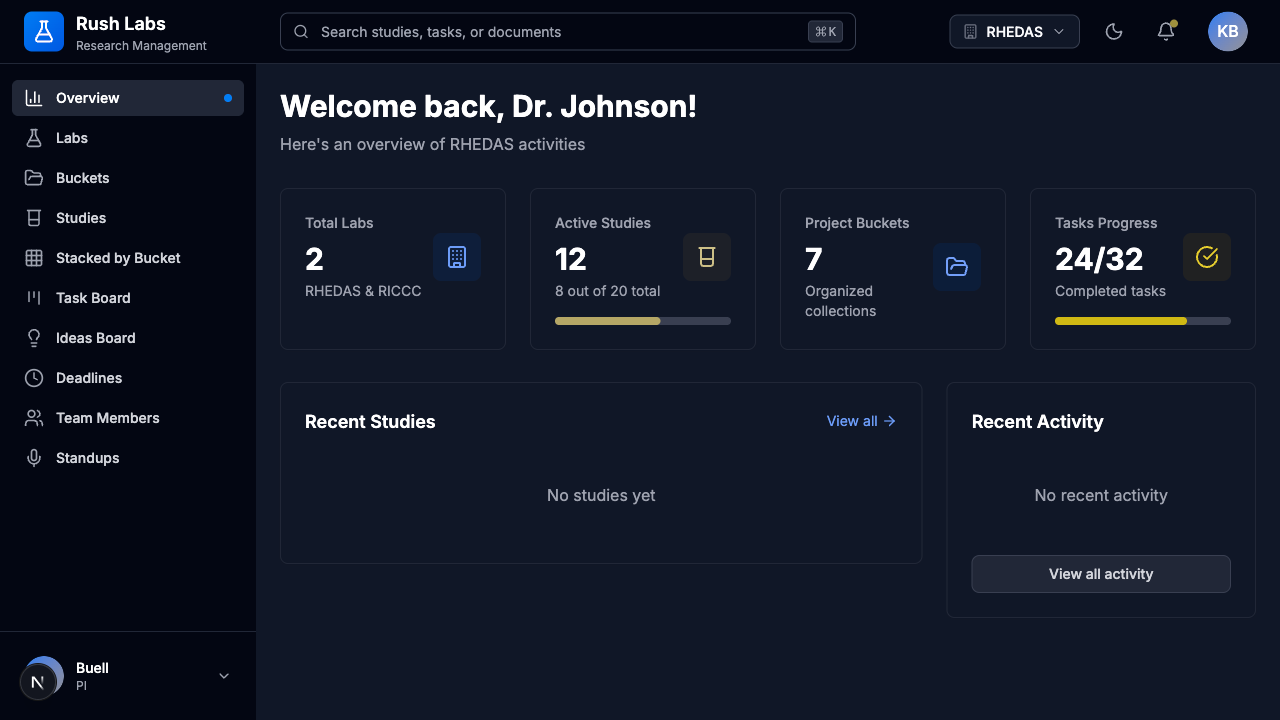 Rush Labs
Research Management
Search studies, tasks, or documents
⌘K
RHEDAS
KB
Overview
Labs
Buckets
Studies
Stacked by Bucket
Task Board
Ideas Board
Deadlines
Team Members
Standups
Buell
PI
N
Welcome back, Dr. Johnson!
Here's an overview of RHEDAS activities
Total Labs
2
RHEDAS & RICCC
Active Studies
12
8 out of 20 total
Project Buckets
7
Organized
collections
Tasks Progress
24/32
Completed tasks
Recent Studies
View all →
No studies yet
Recent Activity
No recent activity
View all activity